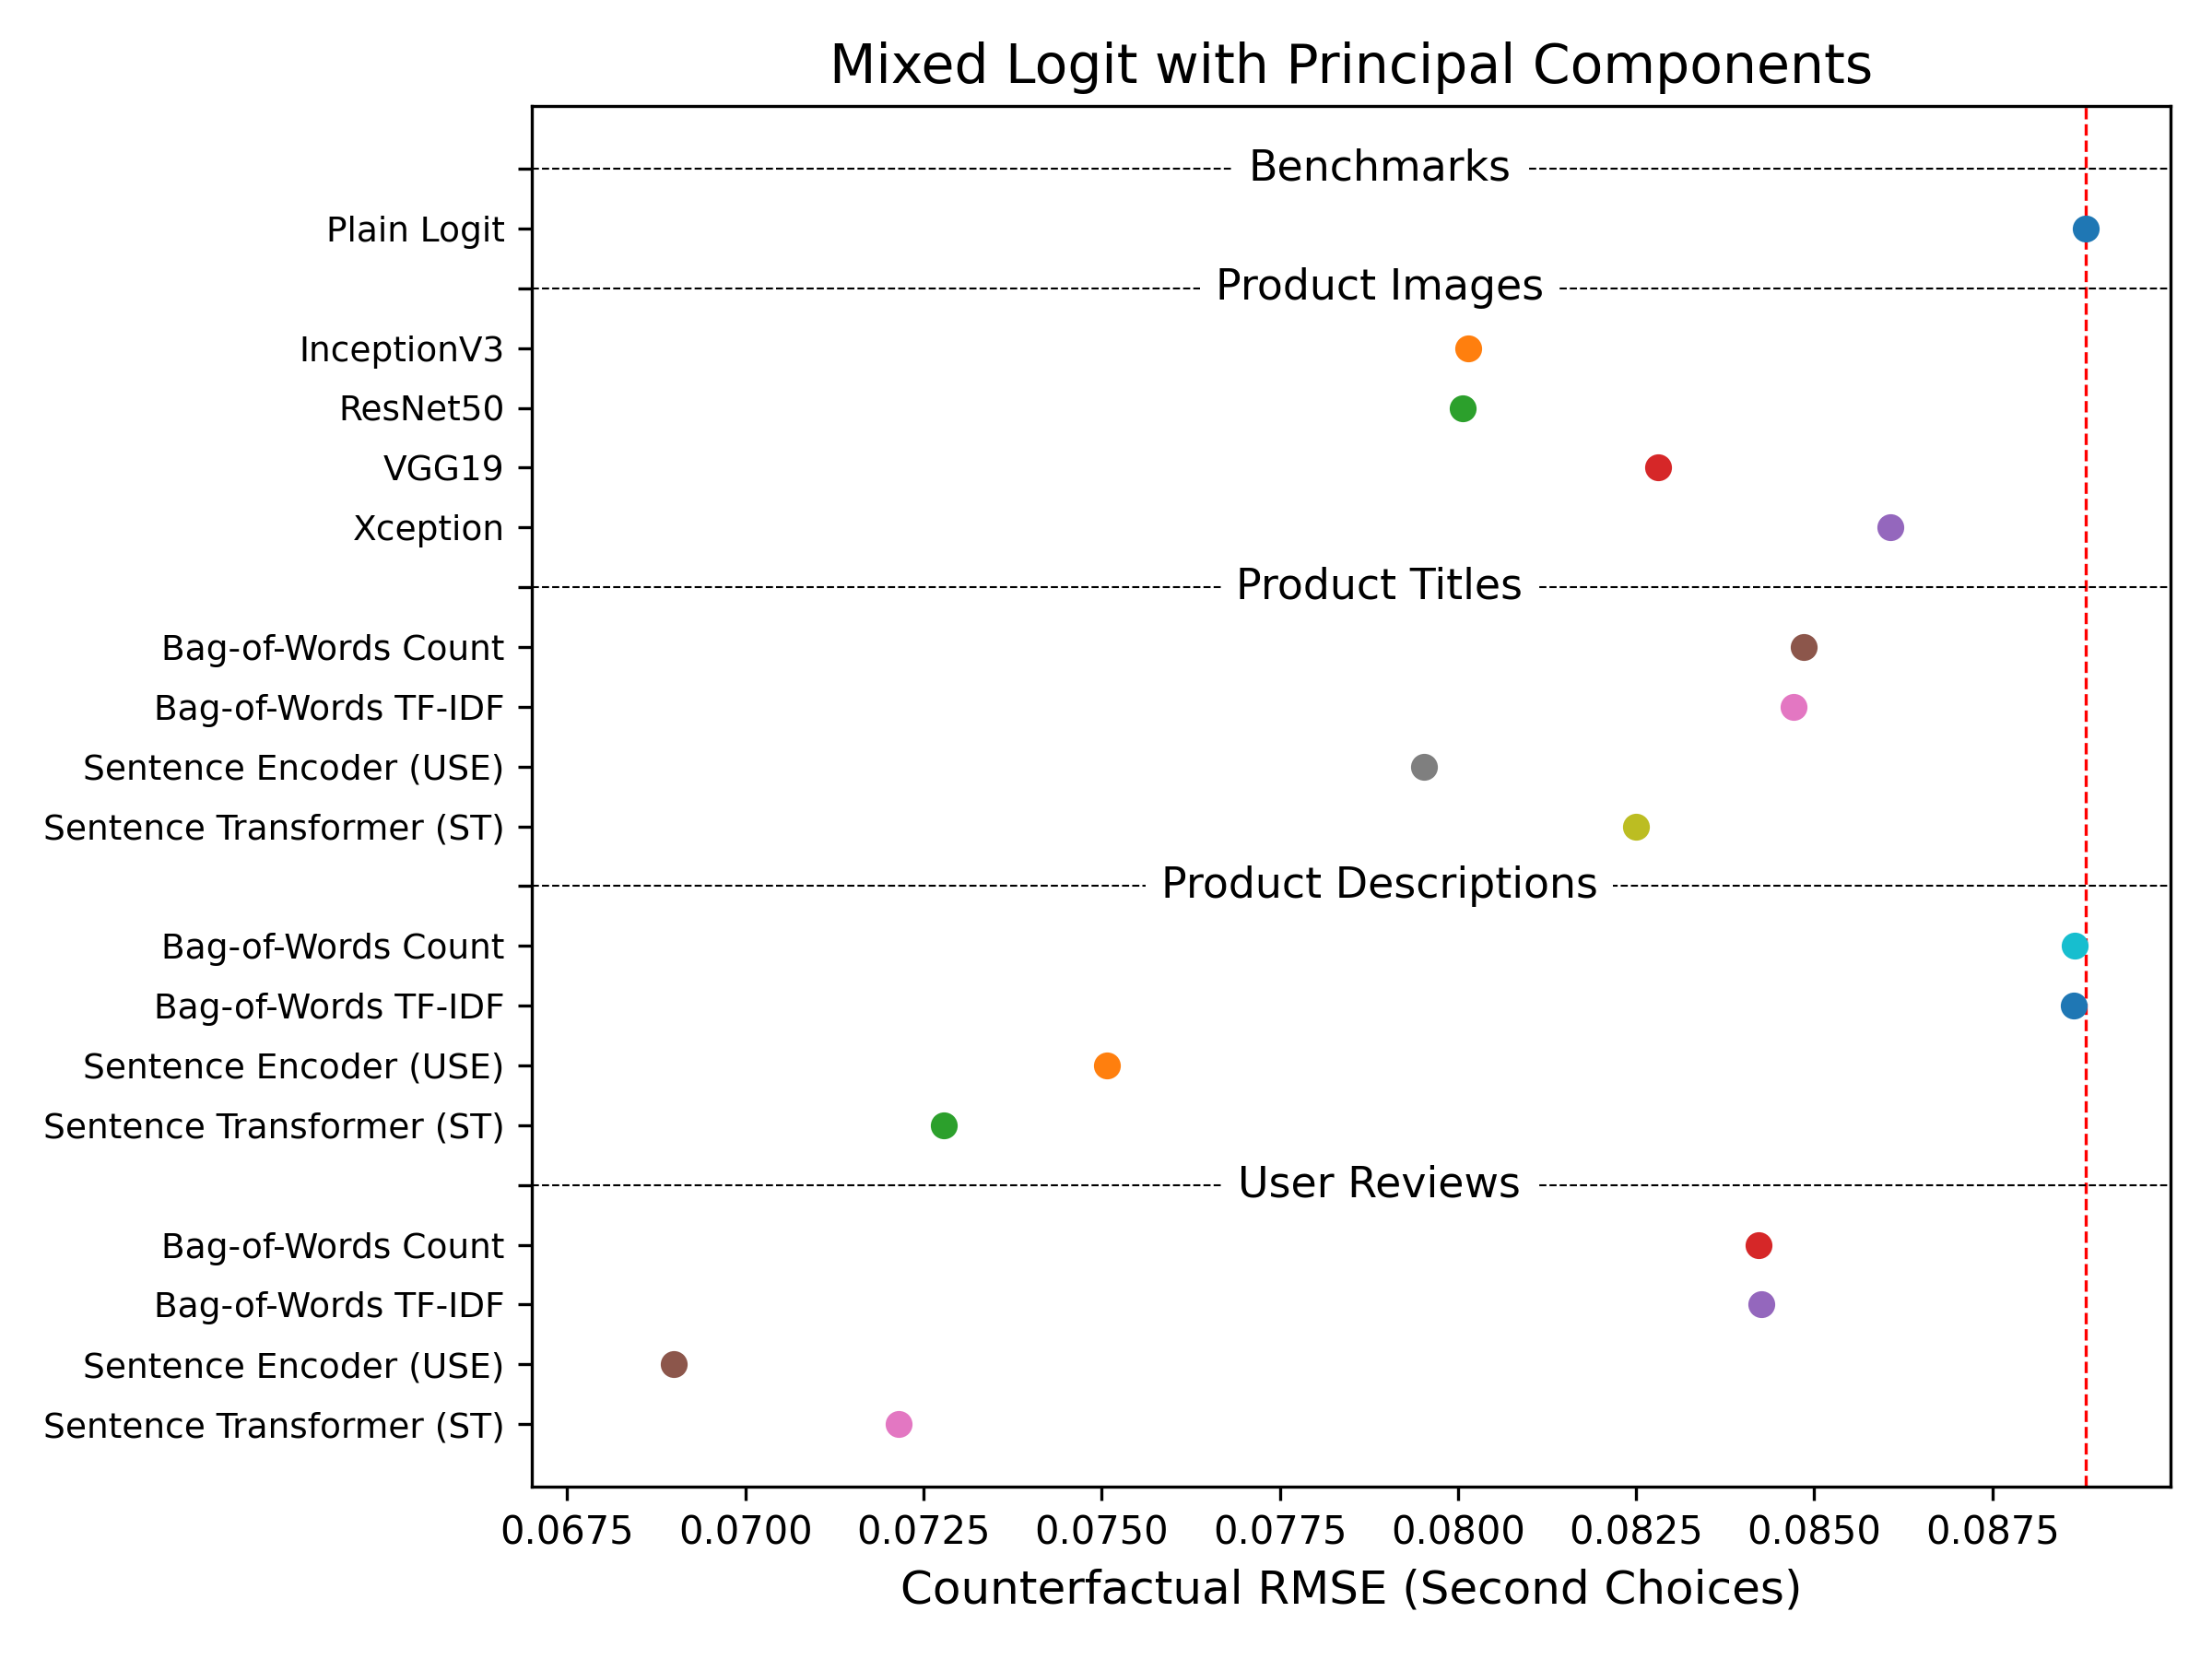 Mixed Logit with Principal Components
Benchmarks
Plain Logit
Product Images
InceptionV3
ResNet50
VGG19
Xception
Product Titles
Bag-of-Words Count
Bag-of-Words TF-IDF
Sentence Encoder (USE)
Sentence Transformer (ST)
Product Descriptions
Bag-of-Words Count
Bag-of-Words TF-IDF
Sentence Encoder (USE)
Sentence Transformer (ST)
User Reviews
Bag-of-Words Count
Bag-of-Words TF-IDF
Sentence Encoder (USE)
Sentence Transformer (ST)
0.0675 0.0700 0.0725 0.0750 0.0775 0.0800 0.0825 0.0850 0.0875
Counterfactual RMSE (Second Choices)